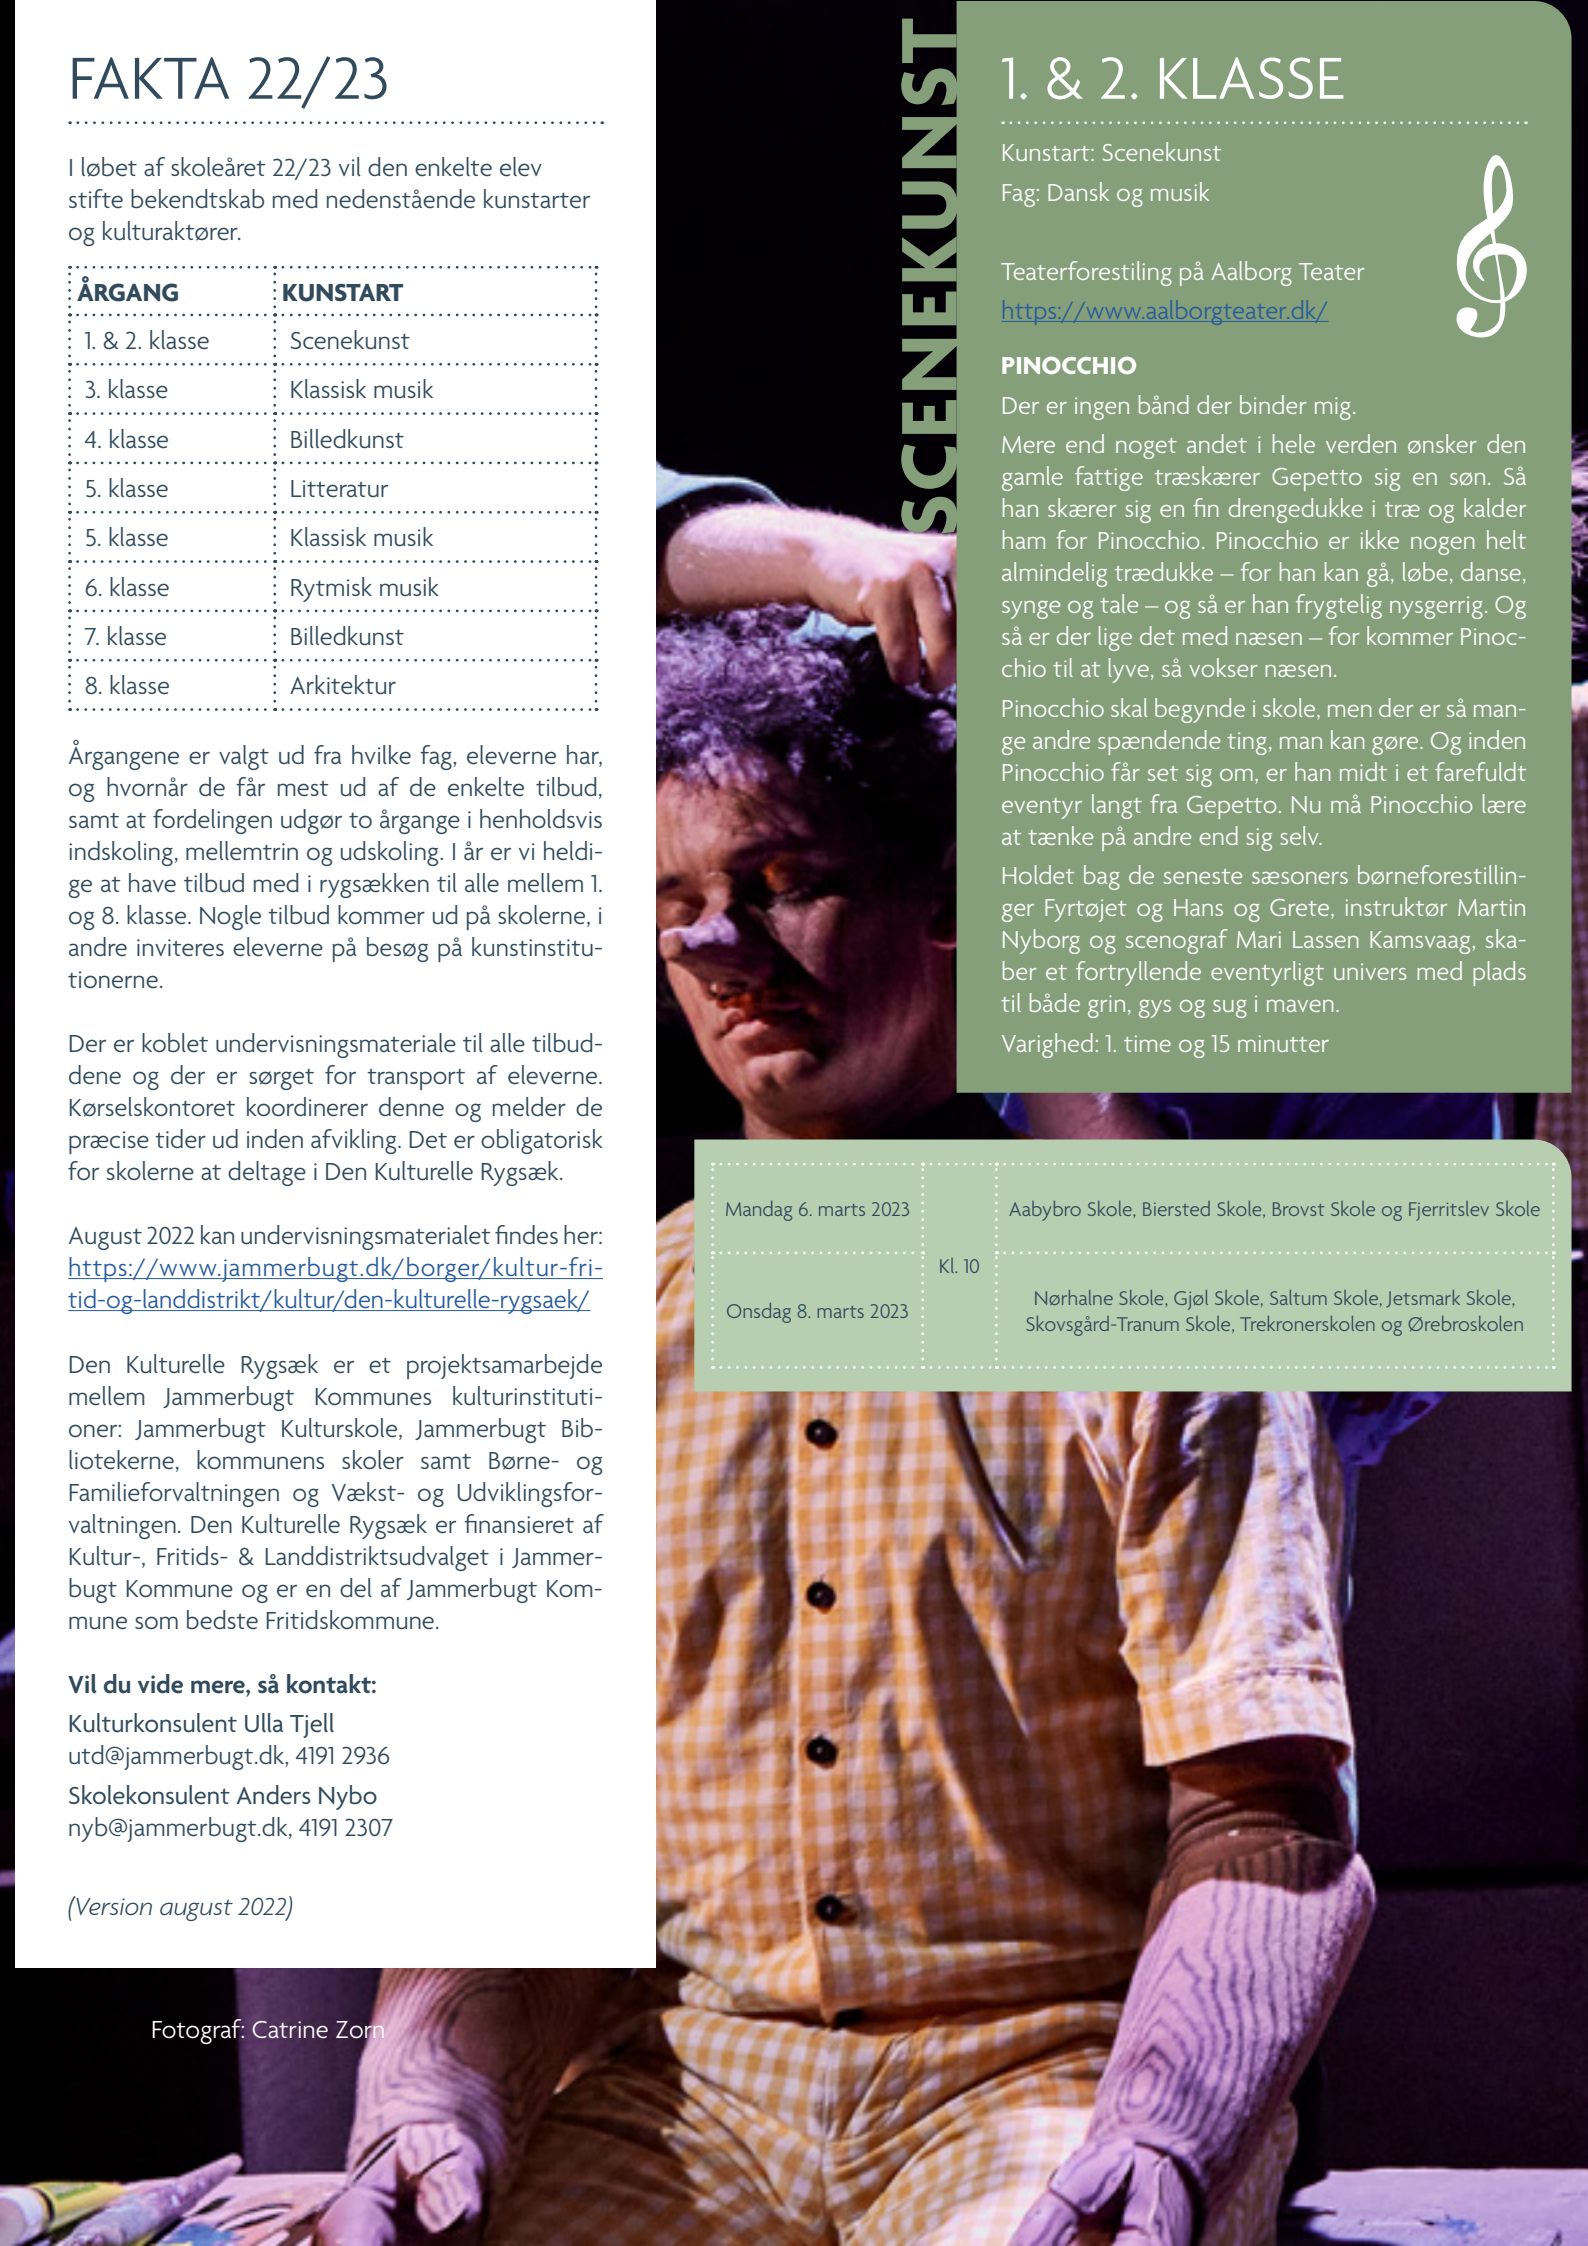 FAKTA 22/23
I løbet af skoleåret 22/23 vil den enkelte elev
stifte bekendtskab med nedenstående kunstarter
og kulturaktører.
ÅRGANG KUNSTART
1. & 2. klasse Scenekunst
3. klasse Klassisk musik
4. klasse Billedkunst
5. klasse Litteratur
5. klasse Klassisk musik
6. klasse Rytmisk musik
7. klasse Billedkunst
8. klasse Arkitektur
Årgangene er valgt ud fra hvilke fag, eleverne har,
og hvornår de får mest ud af de enkelte tilbud,
samt at fordelingen udgør to årgange i henholdsvis
indskoling, mellemtrin og udskoling. I år er vi heldi-
ge at have tilbud med i rygsækken til alle mellem 1.
og 8. klasse. Nogle tilbud kommer ud på skolerne, i
andre inviteres eleverne på besøg på kunstinstitu-
tionerne.
Der er koblet undervisningsmateriale til alle tilbud-
dene og der er sørget for transport af eleverne.
Kørselskontoret koordinerer denne og melder de
præcise tider ud inden afvikling. Det er obligatorisk
for skolerne at deltage i Den Kulturelle Rygsæk.
August 2022 kan undervisningsmaterialet findes her:
https://www.jammerbugt.dk/borger/kultur-fri-
tid-og-landdistrikt/kultur/den-kulturelle-rygsaek/
Den Kulturelle Rygsæk er et projektsamarbejde
mellem Jammerbugt Kommunes kulturinstituti-
oner: Jammerbugt Kulturskole, Jammerbugt Bib-
liotekerne, kommunens skoler samt Børne- og
Familieforvaltningen og Vækst- og Udviklingsfor-
valtningen. Den Kulturelle Rygsæk er finansieret af
Kultur-, Fritids- & Landdistriktsudvalget i Jammer-
bugt Kommune og er en del af Jammerbugt Kom-
mune som bedste Fritidskommune.
Vil du vide mere, så kontakt:
Kulturkonsulent Ulla Tjell
utd@jammerbugt.dk, 4191 2936
Skolekonsulent Anders Nybo
nyb@jammerbugt.dk, 4191 2307
(Version august 2022)
Fotograf: Catrine Zorn
SCENEKUNST
1. & 2. KLASSE
Kunstart: Scenekunst
Fag: Dansk og musik
Teaterforestiling på Aalborg Teater
https://www.aalborgteater.dk/
PINOCCHIO
Der er ingen bånd der binder mig.
Mere end noget andet i hele verden ønsker den
gamle fattige træskærer Gepetto sig en søn. Så
han skærer sig en fin drengedukke i træ og kalder
ham for Pinocchio. Pinocchio er ikke nogen helt
almindelig trædukke – for han kan gå, løbe, danse,
synge og tale – og så er han frygtelig nysgerrig. Og
så er der lige det med næsen – for kommer Pinoc-
chio til at lyve, så vokser næsen.
Pinocchio skal begynde i skole, men der er så man-
ge andre spændende ting, man kan gøre. Og inden
Pinocchio får set sig om, er han midt i et farefuldt
eventyr langt fra Gepetto. Nu må Pinocchio lære
at tænke på andre end sig selv.
Holdet bag de seneste sæsoners børneforestillin-
ger Fyrtøjet og Hans og Grete, instruktør Martin
Nyborg og scenograf Mari Lassen Kamsvaag, ska-
ber et fortryllende eventyrligt univers med plads
til både grin, gys og sug i maven.
Varighed: 1. time og 15 minutter
Mandag 6. marts 2023 Aabybro Skole, Biersted Skole, Brovst Skole og Fjerritslev Skole
Kl. 10
Onsdag 8. marts 2023 Nørhalne Skole, Gjøl Skole, Saltum Skole, Jetsmark Skole,
Skovsgård-Tranum Skole, Trekronerskolen og Ørebroskolen